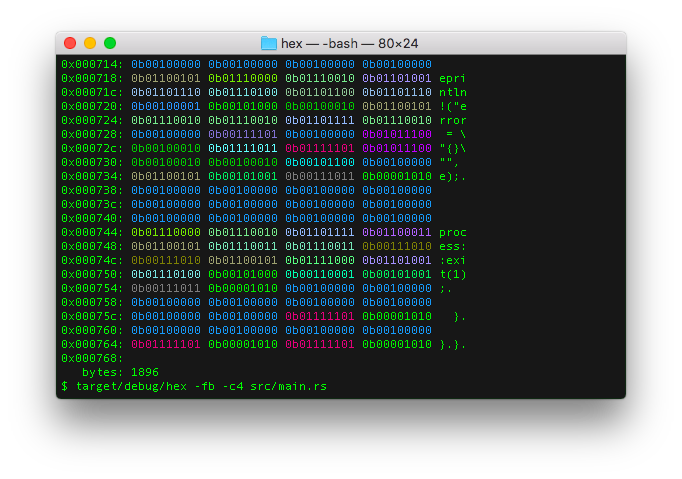 hex — -bash — 80×24
0x000714: 0b00100000 0b00100000 0b00100000 0b00100000
0x000718: 0b01100101 0b01110000 0b01110010 0b01101001 epri
0x00071c: 0b01101110 0b01110100 0b01101100 0b01101110 ntln
0x000720: 0b00100001 0b00101000 0b00100010 0b01100101 !("e
0x000724: 0b01110010 0b01110010 0b01101111 0b01110010 rror
0x000728: 0b00100000 0b00111101 0b00100000 0b01011100  = \
0x00072c: 0b00100010 0b01111011 0b01111101 0b01011100 "{}\
0x000730: 0b00100010 0b00100010 0b00101100 0b00100000 "",
0x000734: 0b01100101 0b00101001 0b00111011 0b00001010 e);.
0x000738: 0b00100000 0b00100000 0b00100000 0b00100000
0x00073c: 0b00100000 0b00100000 0b00100000 0b00100000
0x000740: 0b00100000 0b00100000 0b00100000 0b00100000
0x000744: 0b01110000 0b01110010 0b01101111 0b01100011 proc
0x000748: 0b01100101 0b01110011 0b01110011 0b00111010 ess:
0x00074c: 0b00111010 0b01100101 0b01111000 0b01101001 :exi
0x000750: 0b01110100 0b00101000 0b00110001 0b00101001 t(1)
0x000754: 0b00111011 0b00001010 0b00100000 0b00100000 ;.
0x000758: 0b00100000 0b00100000 0b00100000 0b00100000
0x00075c: 0b00100000 0b00100000 0b01111101 0b00001010   }.
0x000760: 0b00100000 0b00100000 0b00100000 0b00100000
0x000764: 0b01111101 0b00001010 0b01111101 0b00001010 }.}.
0x000768:
   bytes: 1896
$ target/debug/hex -fb -c4 src/main.rs